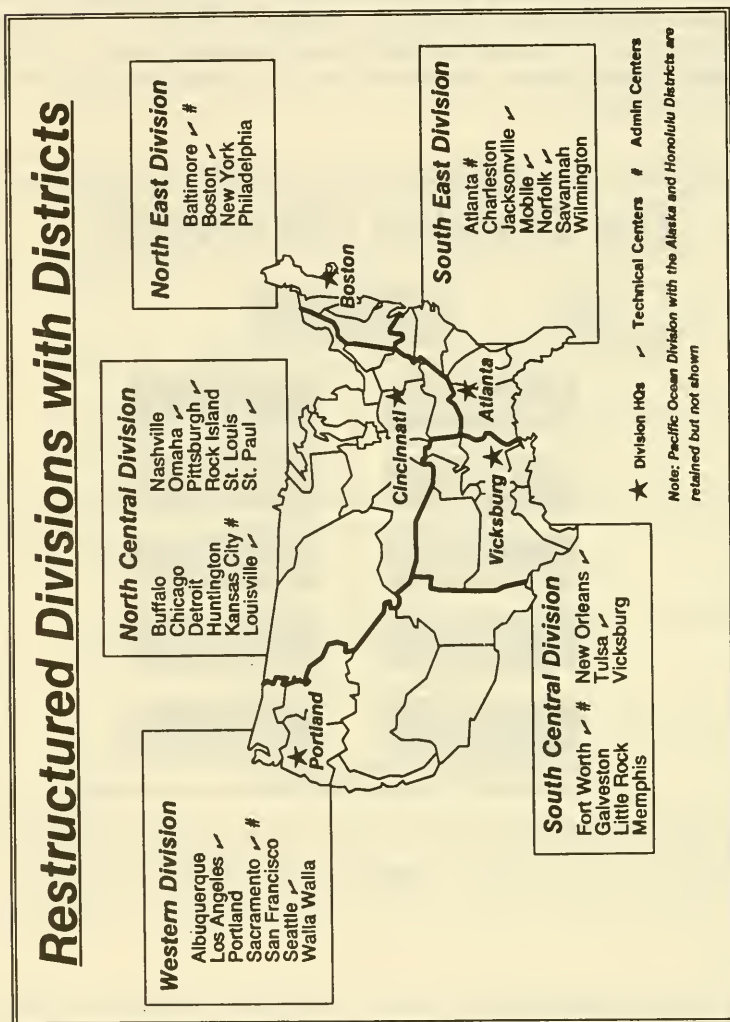 Restructured Divisions with Districts
Western Division
Albuquerque
Los Angeles ✓
Portland
Sacramento ✓ #
San Francisco
Seattle ✓
Walla Walla
North Central Division
Buffalo
Chicago
Detroit
Huntington
Kansas City #
Louisville ✓
Nashville
Omaha ✓
Pittsburgh ✓
Rock Island
St. Louis
St. Paul ✓
North East Division
Baltimore ✓ #
Boston ✓
New York
Philadelphia
Portland
Cincinnati
Boston
Vicksburg
Atlanta
South Central Division
Fort Worth ✓ #
Galveston
Little Rock
Memphis
New Orleans ✓
Tulsa ✓
Vicksburg
South East Division
Atlanta #
Charleston
Jacksonville ✓
Mobile ✓
Norfolk ✓
Savannah
Wilmington
★ Division HQs ✓ Technical Centers # Admin Centers
Note: Pacific Ocean Division with the Alaska and Honolulu Districts are
retained but not shown